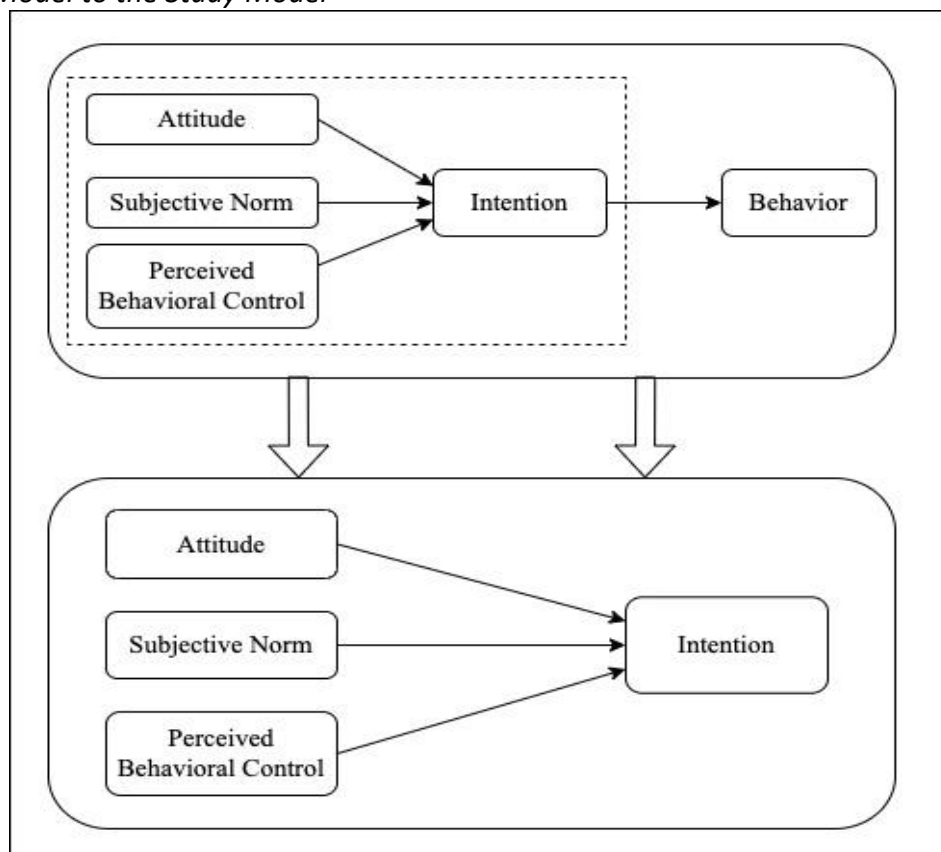 to the Study Model
Attitude
Subjective Norm
Intention
Behavior
Perceived
Behavioral Control
Attitude
Subjective Norm
Intention
Perceived
Behavioral Control